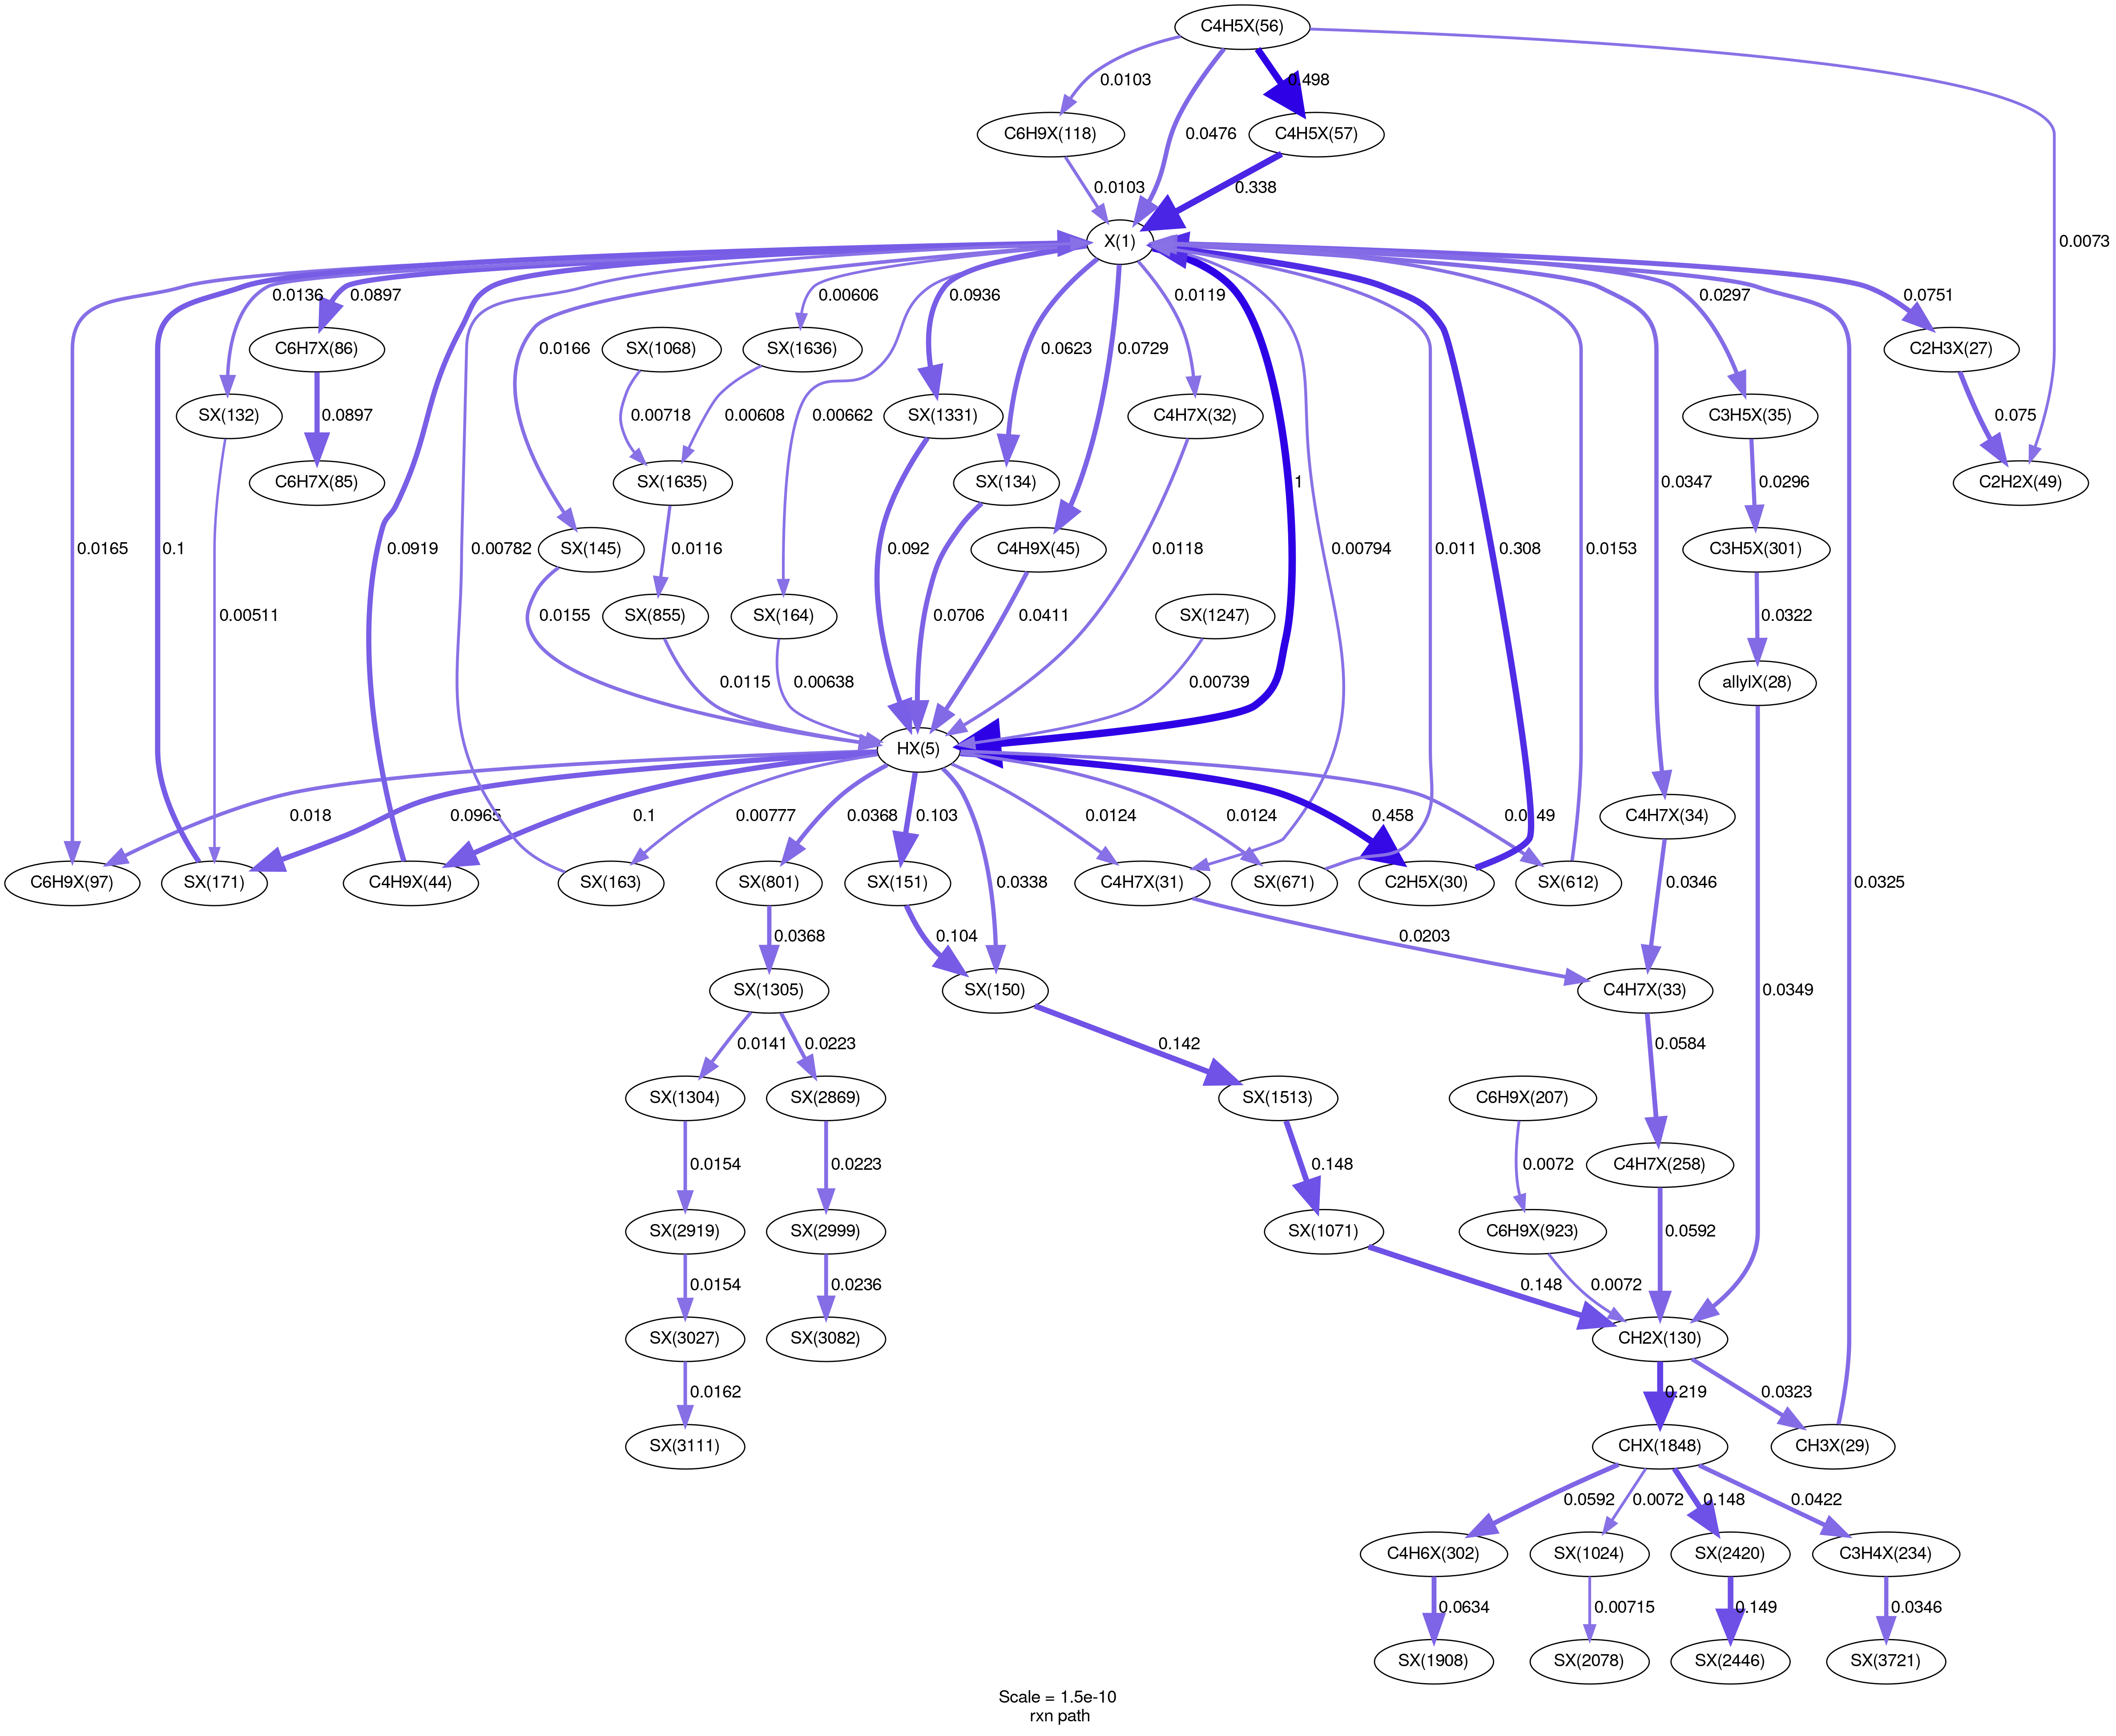 C4H5X(56)
0.0103
0.498
C6H9X(118)
0.0476
C4H5X(57)
0.0103
0.338
0.0073
X(1)
0.0136
0.0897
0.00606
0.0936
0.0119
0.0297
0.0751
0.0166
0.0623
0.0729
C6H7X(86)
SX(1068)
SX(1636)
C2H3X(27)
SX(132)
0.0897
0.00718
0.00608
0.00662
SX(1331)
C4H7X(32)
C3H5X(35)
0.075
C6H7X(85)
SX(1635)
SX(134)
1
0.0347
0.0296
C2H2X(49)
0.0165
0.1
0.0919
0.00782
SX(145)
0.0116
0.092
C4H9X(45)
0.0118
0.00794
0.011
0.308
0.0153
C3H5X(301)
0.00511
0.0155
SX(855)
SX(164)
0.0706
0.0411
SX(1247)
0.0322
0.0115
0.00638
0.00739
allylX(28)
HX(5)
0.018
0.0965
0.1
0.00777
0.0368
0.103
0.0124
0.0124
0.458
0.0149
C4H7X(34)
C6H9X(97)
SX(171)
C4H9X(44)
SX(163)
SX(801)
SX(151)
0.0338
C4H7X(31)
SX(671)
C2H5X(30)
SX(612)
0.0325
0.0368
0.104
0.0203
0.0346
SX(1305)
SX(150)
C4H7X(33)
0.0349
0.0141
0.0223
0.142
0.0584
SX(1304)
SX(2869)
SX(1513)
C6H9X(207)
0.0154
0.0223
0.148
0.0072
C4H7X(258)
SX(2919)
SX(2999)
SX(1071)
C6H9X(923)
0.0592
0.0154
0.0236
0.148
0.0072
SX(3027)
SX(3082)
CH2X(130)
0.0162
0.219
0.0323
SX(3111)
CHX(1848)
CH3X(29)
0.0592
0.0072
0.148
0.0422
C4H6X(302)
SX(1024)
SX(2420)
C3H4X(234)
0.0634
0.00715
0.149
0.0346
SX(1908)
SX(2078)
SX(2446)
SX(3721)
Scale = 1.5e-10
rxn path